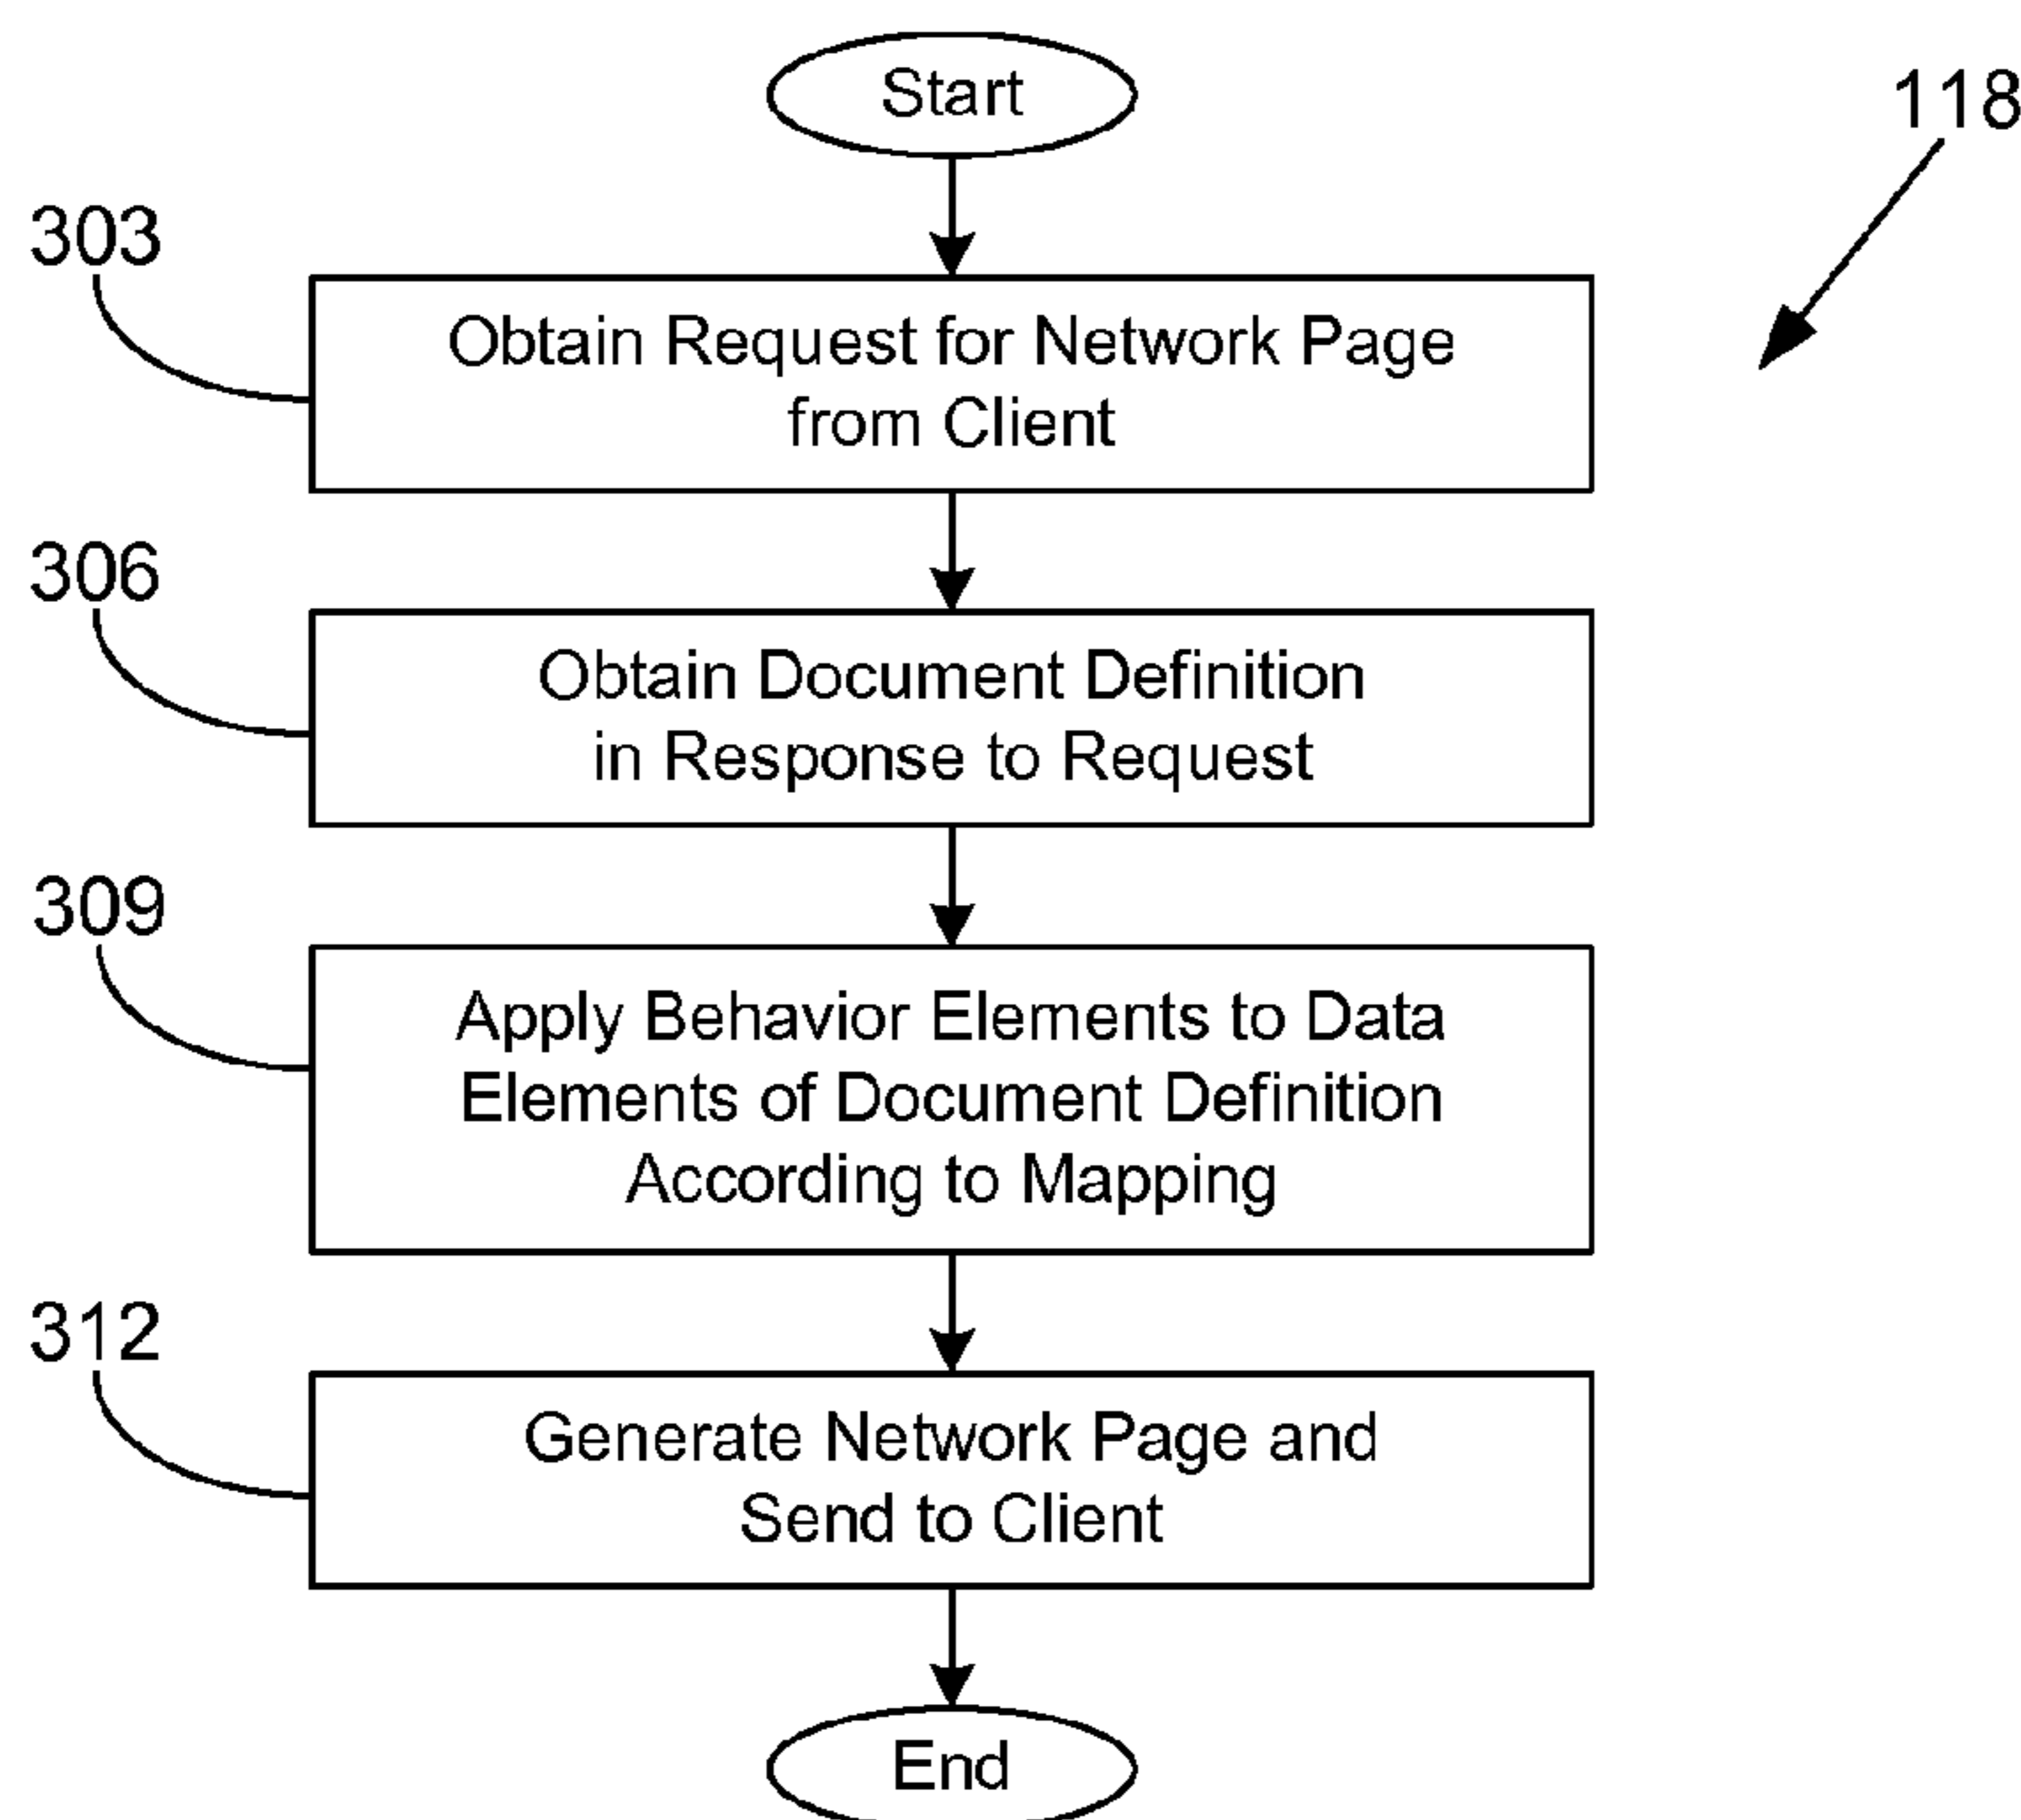 Start
118
303
Obtain Request for Network Page
from Client
306
Obtain Document Definition
in Response to Request
309
Apply Behavior Elements to Data
Elements of Document Definition
According to Mapping
312
Generate Network Page and
Send to Client
End